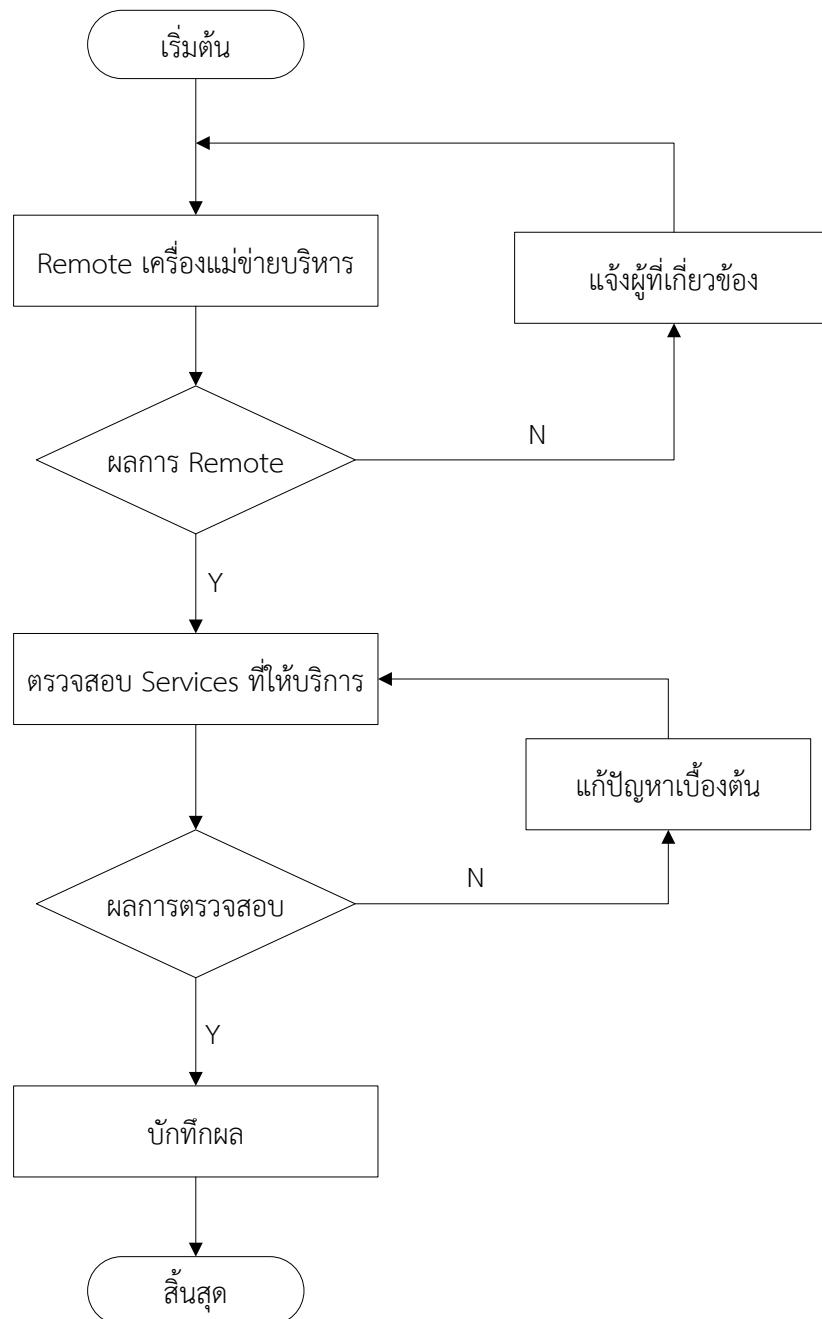 เริ่มต้น
Remote เครื่องแม่ข่ายบริหาร
แจ้งผู้ที่เกี่ยวข้อง
ผลการ Remote
N
Y
ตรวจสอบ Services ที่ให้บริการ
แก้ปัญหาเบื้องต้น
ผลการตรวจสอบ
N
Y
บักทึกผล
สิ้นสุด